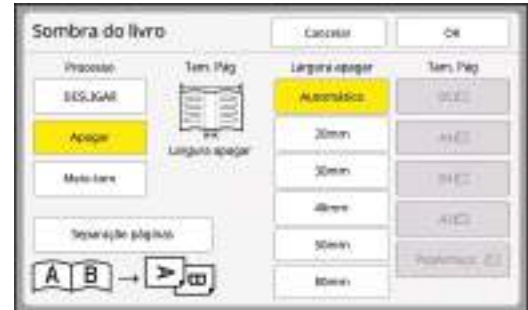 Sombra do livro
Cancelar
OK
Processo
Tam. Pág
Largura apagar
Tam. Pág
DESLIGAR
Automático
Apagar
20mm
Largura apagar
Meio-tom
30mm
40mm
Separação páginas
50mm
A B
A B
80mm